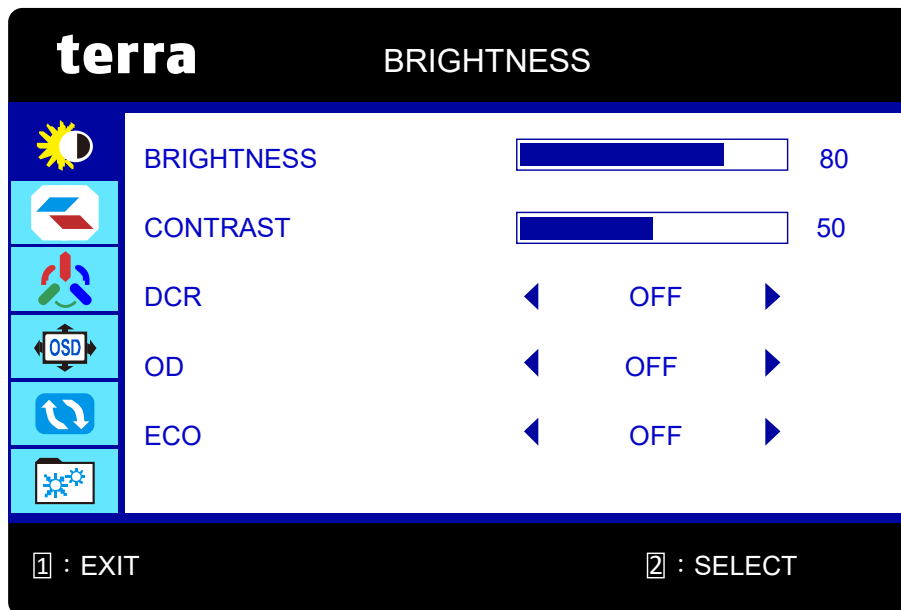 terra BRIGHTNESS
BRIGHTNESS 80
CONTRAST 50
DCR OFF
OSD
OD OFF
ECO OFF
1 : EXIT 2 : SELECT